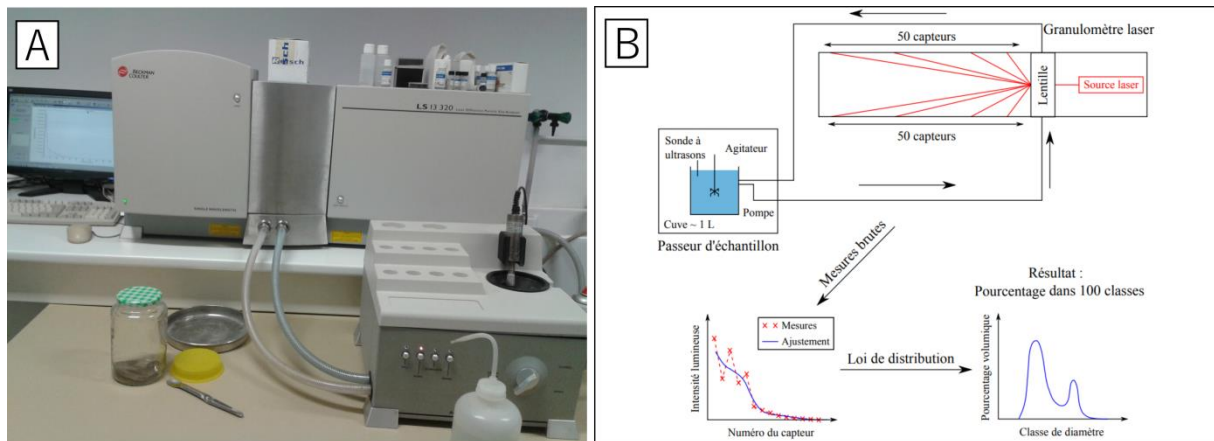 A
BECKMAN
COULTER
LS 13 320
B
50 capteurs
Granulomètre laser
Lentille
Source laser
50 capteurs
Sonde à
ultrasons
Agitateur
Pompe
Cuve ~ 1 L
Passeur d'échantillon
Mesures brutes
Résultat :
Pourcentage dans 100 classes
Intensité lumineuse
Mesures
Ajustement
Numéro du capteur
Loi de distribution
Pourcentage volumique
Classe de diamètre